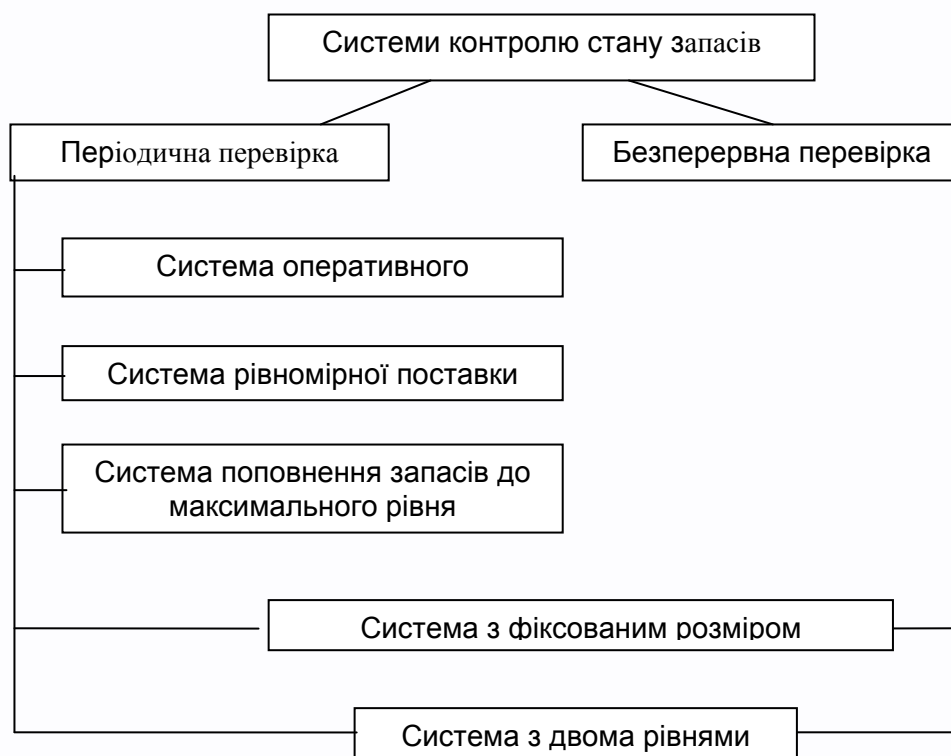 Системи контролю стану запасів
Періодична перевірка
Безперервна перевірка
Система оперативного
Система рівномірної поставки
Система поповнення запасів до
максимального рівня
Система з фіксованим розміром
Система з двома рівнями